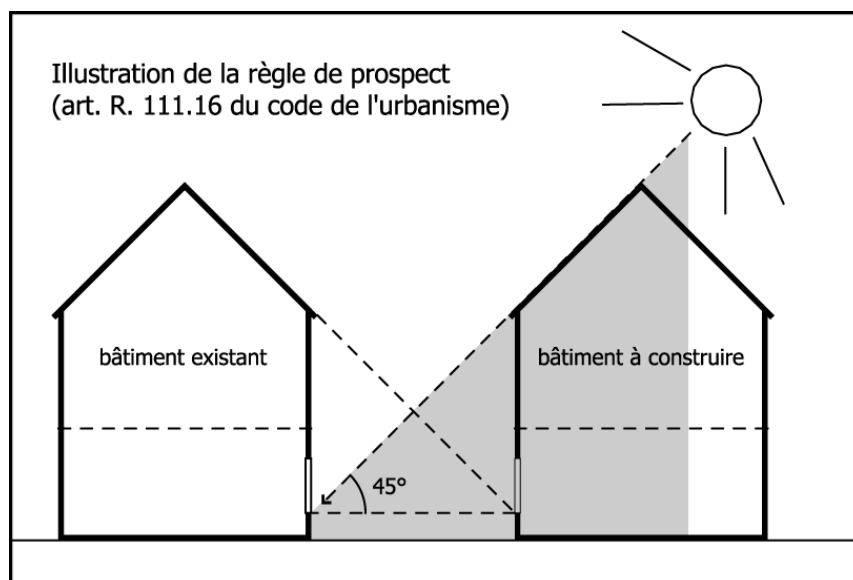 Illustration de la règle de prospect
(art. R. 111.16 du code de l'urbanisme)
bâtiment existant
bâtiment à construire
45°